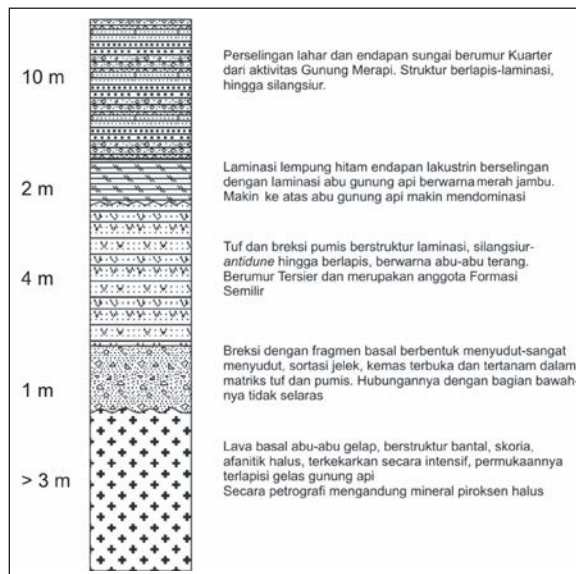 10 m
Perselingan lahar dan endapan sungai berumur Kuarter
dari aktivitas Gunung Merapi. Struktur berlapis-laminasi,
hingga silangsiur.
2 m
Laminasi lempung hitam endapan lakustrin berselingan
dengan laminasi abu gunung api berwarna merah jambu.
Makin ke atas abu gunung api makin mendominasi
4 m
Tuf dan breksi pumis berstruktur laminasi, silangsiur-
antidune hingga berlapis, berwarna abu-abu terang.
Berumur Tersier dan merupakan anggota Formasi
Semilir
1 m
Breksi dengan fragmen basal berbentuk menyudut-sangat
menyudut, sortasi jelek, kemas terbuka dan tertanam dalam
matriks tuf dan pumis. Hubungannya dengan bagian bawah-
nya tidak selaras
> 3 m
Lava basal abu-abu gelap, berstruktur bantal, skoria,
afanitik halus, terkekarkan secara intensif, permukaannya
terlapisi gelas gunung api
Secara petrografi mengandung mineral piroksen halus